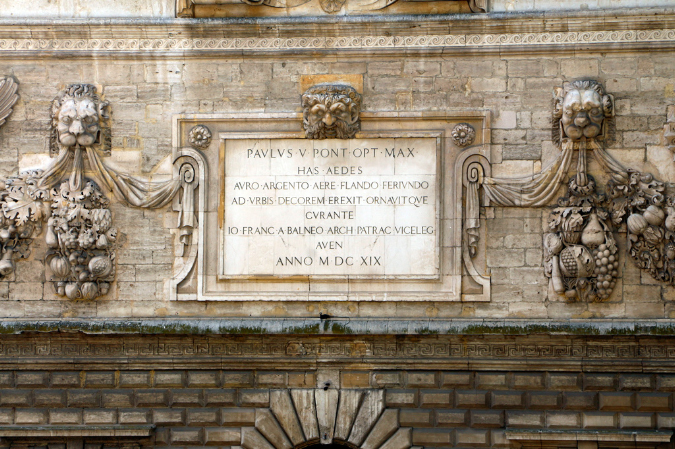 PAVLVS · V · PONT · OPT · MAX ·
HAS · AEDES
AVRO · ARGENTO · AERE · FLANDO · FERIVNDO
AD · VRBIS · DECOREM · EREXIT · ORNAVITQVE
CVRANTE
IO · FRANC · A BALNEO · ARCH · PATRAC · VICELEG ·
AVEN
ANNO M DC XIX